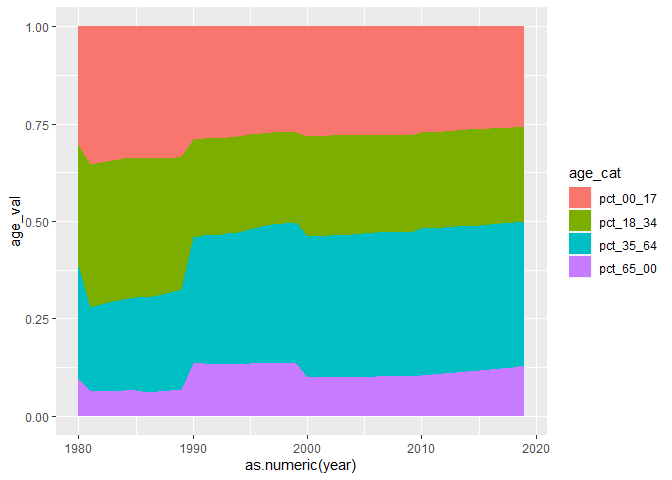 1.00
0.75
0.50
0.25
0.00
age_val
1980
1990
2000
2010
2020
as.numeric(year)
age_cat
pct_00_17
pct_18_34
pct_35_64
pct_65_00